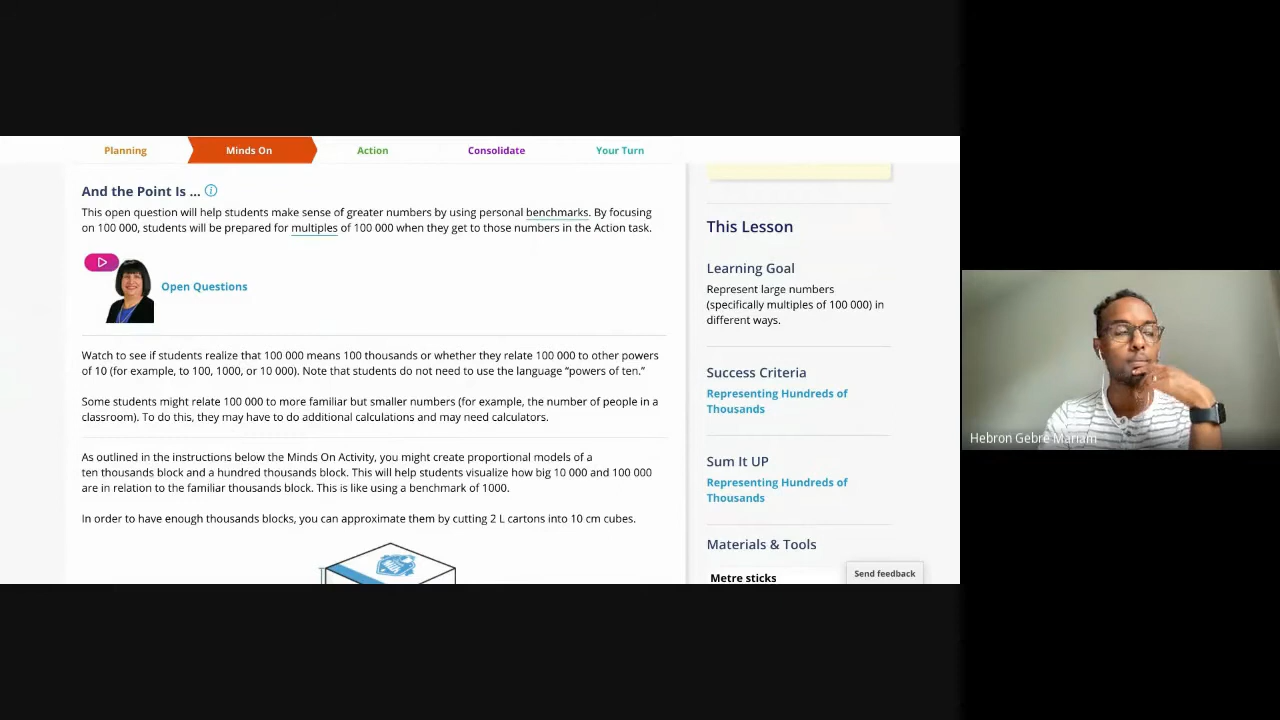 Planning
Minds On
Action
Consolidate
Your Turn
And the Point Is ...
This open question will help students make sense of greater numbers by using personal benchmarks. By focusing
on 100 000, students will be prepared for multiples of 100 000 when they get to those numbers in the Action task.
Open Questions
Watch to see if students realize that 100 000 means 100 thousands or whether they relate 100 000 to other powers
of 10 (for example, to 100, 1000, or 10 000). Note that students do not need to use the language “powers of ten.”
Some students might relate 100 000 to more familiar but smaller numbers (for example, the number of people in a
classroom). To do this, they may have to do additional calculations and may need calculators.
As outlined in the instructions below the Minds On Activity, you might create proportional models of a
ten thousands block and a hundred thousands block. This will help students visualize how big 10 000 and 100 000
are in relation to the familiar thousands block. This is like using a benchmark of 1000.
In order to have enough thousands blocks, you can approximate them by cutting 2 L cartons into 10 cm cubes.
This Lesson
Learning Goal
Represent large numbers
(specifically multiples of 100 000) in
different ways.
Success Criteria
Representing Hundreds of
Thousands
Sum It UP
Representing Hundreds of
Thousands
Materials & Tools
Metre sticks
Send feedback
Hebron Gebre Mariam